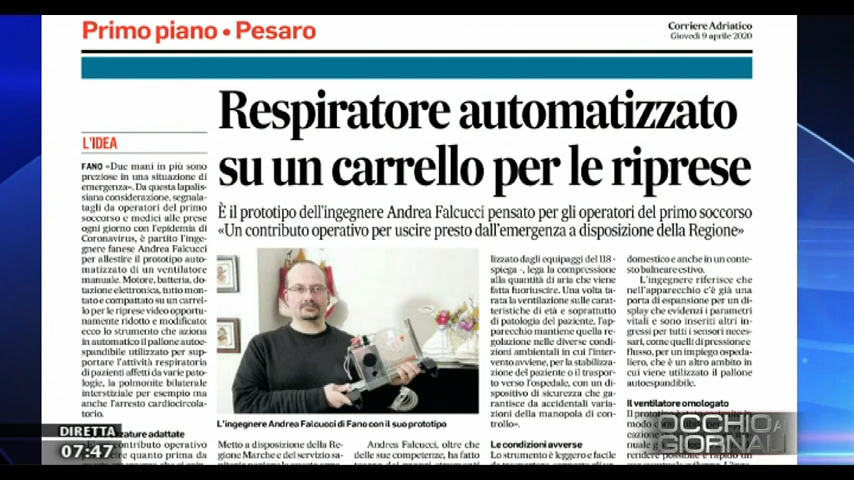 Primo piano • Pesaro
Corriere Adriatico
Giovedì 9 aprile 2020
Respiratore automatizzato
su un carrello per le riprese
È il prototipo dell'ingegnere Andrea Falcucci pensato per gli operatori del primo soccorso
«Un contributo operativo per uscire presto dall'emergenza a disposizione della Regione»
L'IDEA
FANO «Due mani in più sono
preziose in una situazione di
emergenza». Da questa lapalis-
siana considerazione, segnala-
tagli da operatori del primo
soccorso e medici alle prese
ogni giorno con l'epidemia di
Coronavirus, è partito l'inge-
gnere fanese Andrea Falcucci
per allestire il prototipo auto-
matizzato di un ventilatore
manuale. Motore, batteria, do-
tazione elettronica, tutto mon-
tato e compattato su un carrel-
lo per le riprese video opportu-
namente ridotto e modificato:
ecco lo strumento che aziona
in automatico il pallone auto-
espandibile utilizzato per sup-
portare l'attività respiratoria
di pazienti affetti da varie pato-
logie, la polmonite bilaterale
interstiziale per esempio ma
anche l'arresto cardiocircola-
torio.
L'ingegnere Andrea Falcucci di Fano con il suo prototipo
Metto a disposizione della Re-
gione Marche e del servizio sa-
Andrea Falcucci, oltre che
delle sue competenze, ha fatto
lizzato dagli equipaggi del 118 -
spiega -, lega la compressione
alla quantità di aria che viene
fatta fuoriuscire. Una volta ta-
rata la ventilazione sulle caratte-
ristiche di età e soprattutto
di patologia del paziente, l'app-
arecchio mantiene quella re-
golazione nelle diverse condi-
zioni ambientali in cui l'inter-
vento avviene, per la stabilizza-
zione del paziente o il traspor-
to verso l'ospedale, con un di-
spositivo di sicurezza che ga-
rantisce da accidentali varia-
zioni della manopola di con-
trollo».
Le condizioni avverse
Lo strumento è leggero e facile
domestico e anche in un conte-
sto balneare estivo.
L'ingegnere riferisce che
nell'apparecchio c'è già una
porta di espansione per un di-
splay che evidenzi i parametri
vitali e sono inseriti altri in-
gressi per tutti i sensori neces-
sari, come quelli di pressione e
flusso, per un impiego ospeda-
liero, che è un altro ambito in
cui viene utilizzato il pallone
autoespandibile.
Il ventilatore omologato
DIRETTA
07:47
OCCHIO AI
GIORNALI